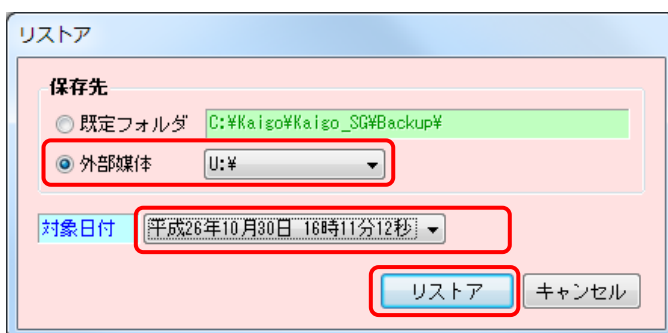 リストア
保存先
既定フォルダ C:¥Kaigo¥Kaigo_SG¥Backup¥
外部媒体 U:¥
対象日付 平成26年10月30日 16時11分12秒
リストア キャンセル